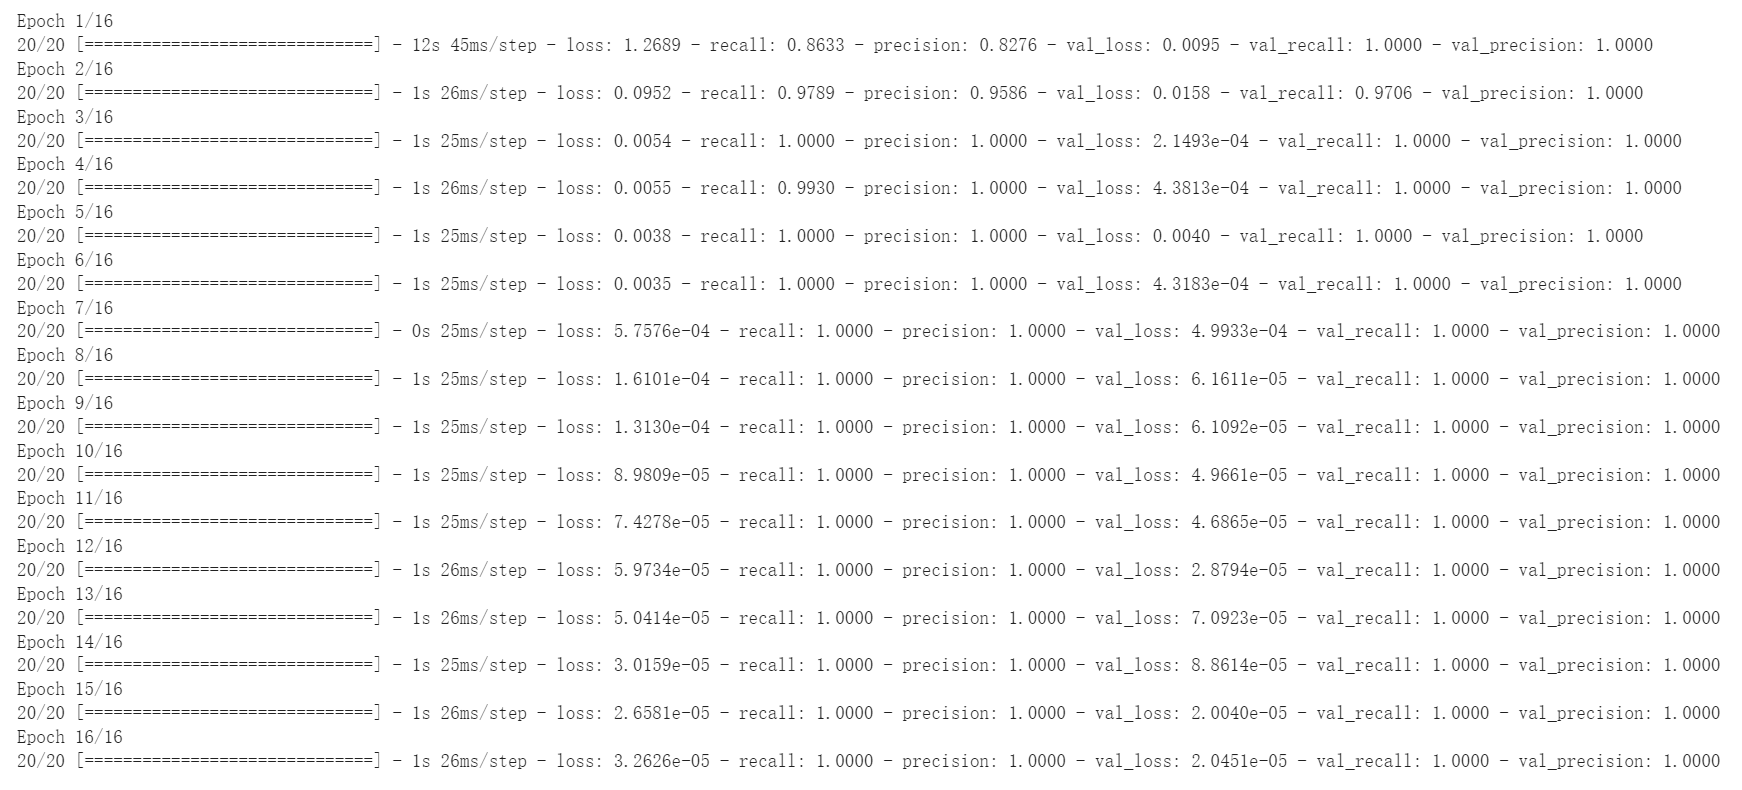 Epoch 1/16
20/20 [==============================] - 12s 45ms/step - loss: 1.2689 - recall: 0.8633 - precision: 0.8276 - val_loss: 0.0095 - val_recall: 1.0000 - val_precision: 1.0000
Epoch 2/16
20/20 [==============================] - 1s 26ms/step - loss: 0.0952 - recall: 0.9789 - precision: 0.9586 - val_loss: 0.0158 - val_recall: 0.9706 - val_precision: 1.0000
Epoch 3/16
20/20 [==============================] - 1s 25ms/step - loss: 0.0054 - recall: 1.0000 - precision: 1.0000 - val_loss: 2.1493e-04 - val_recall: 1.0000 - val_precision: 1.0000
Epoch 4/16
20/20 [==============================] - 1s 26ms/step - loss: 0.0055 - recall: 0.9930 - precision: 1.0000 - val_loss: 4.3813e-04 - val_recall: 1.0000 - val_precision: 1.0000
Epoch 5/16
20/20 [==============================] - 1s 25ms/step - loss: 0.0038 - recall: 1.0000 - precision: 1.0000 - val_loss: 0.0040 - val_recall: 1.0000 - val_precision: 1.0000
Epoch 6/16
20/20 [==============================] - 1s 25ms/step - loss: 0.0035 - recall: 1.0000 - precision: 1.0000 - val_loss: 4.3183e-04 - val_recall: 1.0000 - val_precision: 1.0000
Epoch 7/16
20/20 [==============================] - 0s 25ms/step - loss: 5.7576e-04 - recall: 1.0000 - precision: 1.0000 - val_loss: 4.9933e-04 - val_recall: 1.0000 - val_precision: 1.0000
Epoch 8/16
20/20 [==============================] - 1s 25ms/step - loss: 1.6101e-04 - recall: 1.0000 - precision: 1.0000 - val_loss: 6.1611e-05 - val_recall: 1.0000 - val_precision: 1.0000
Epoch 9/16
20/20 [==============================] - 1s 25ms/step - loss: 1.3130e-04 - recall: 1.0000 - precision: 1.0000 - val_loss: 6.1092e-05 - val_recall: 1.0000 - val_precision: 1.0000
Epoch 10/16
20/20 [==============================] - 1s 25ms/step - loss: 8.9809e-05 - recall: 1.0000 - precision: 1.0000 - val_loss: 4.9661e-05 - val_recall: 1.0000 - val_precision: 1.0000
Epoch 11/16
20/20 [==============================] - 1s 25ms/step - loss: 7.4278e-05 - recall: 1.0000 - precision: 1.0000 - val_loss: 4.6865e-05 - val_recall: 1.0000 - val_precision: 1.0000
Epoch 12/16
20/20 [==============================] - 1s 26ms/step - loss: 5.9734e-05 - recall: 1.0000 - precision: 1.0000 - val_loss: 2.8794e-05 - val_recall: 1.0000 - val_precision: 1.0000
Epoch 13/16
20/20 [==============================] - 1s 26ms/step - loss: 5.0414e-05 - recall: 1.0000 - precision: 1.0000 - val_loss: 7.0923e-05 - val_recall: 1.0000 - val_precision: 1.0000
Epoch 14/16
20/20 [==============================] - 1s 25ms/step - loss: 3.0159e-05 - recall: 1.0000 - precision: 1.0000 - val_loss: 8.8614e-05 - val_recall: 1.0000 - val_precision: 1.0000
Epoch 15/16
20/20 [==============================] - 1s 26ms/step - loss: 2.6581e-05 - recall: 1.0000 - precision: 1.0000 - val_loss: 2.0040e-05 - val_recall: 1.0000 - val_precision: 1.0000
Epoch 16/16
20/20 [==============================] - 1s 26ms/step - loss: 3.2626e-05 - recall: 1.0000 - precision: 1.0000 - val_loss: 2.0451e-05 - val_recall: 1.0000 - val_precision: 1.0000